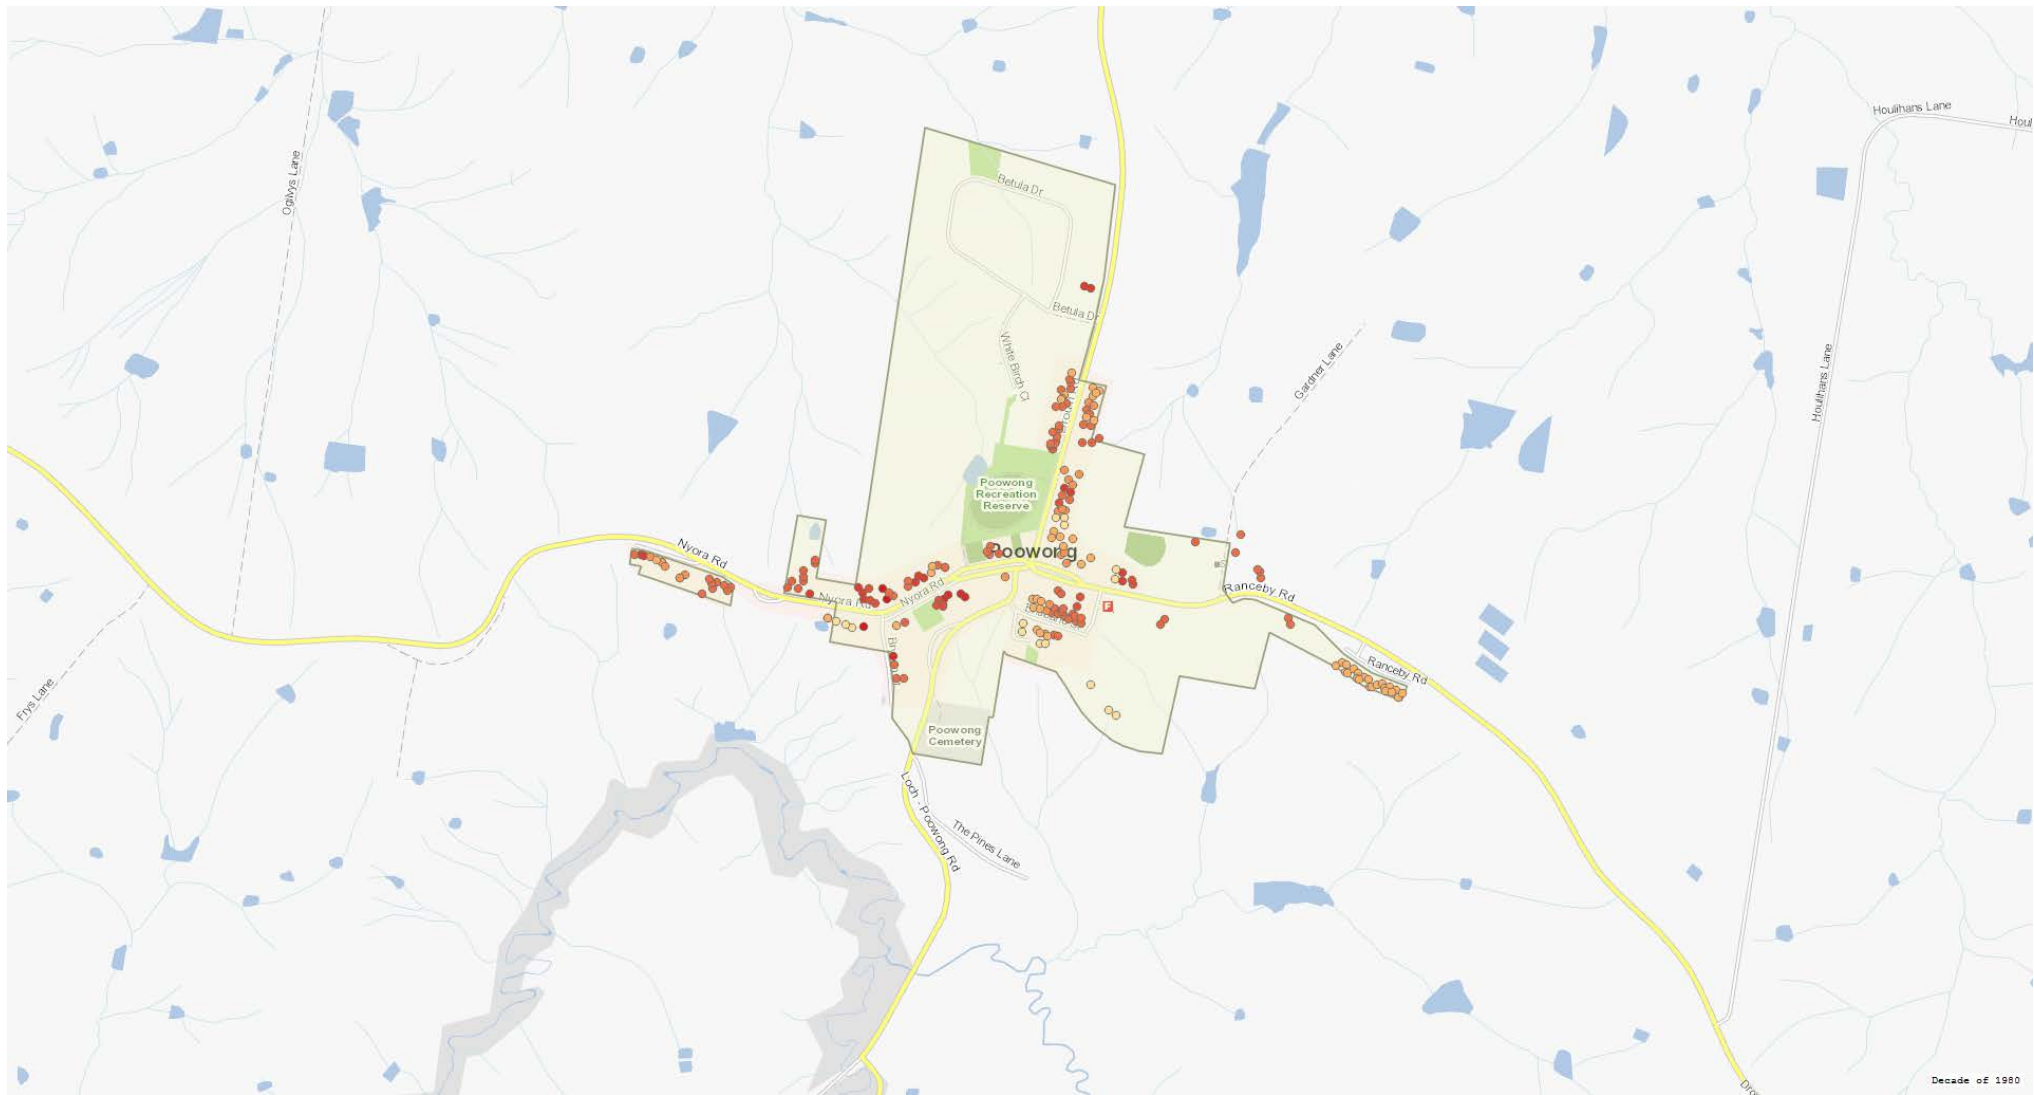 Houlihans Lane
Houl
Ogilvys Lane
Betula Dr
Betula Dr
White Birch Ct
Gardner Lane
Houlihans Lane
Poowong
Recreation
Reserve
Poowong
Nyora Rd
Nyora Rd
Nyora Rd
Ranceby Rd
F
Ranceby Rd
Frys Lane
Poowong
Cemetery
Loch - Poowong Rd
The Pines Lane
Decade of 1980